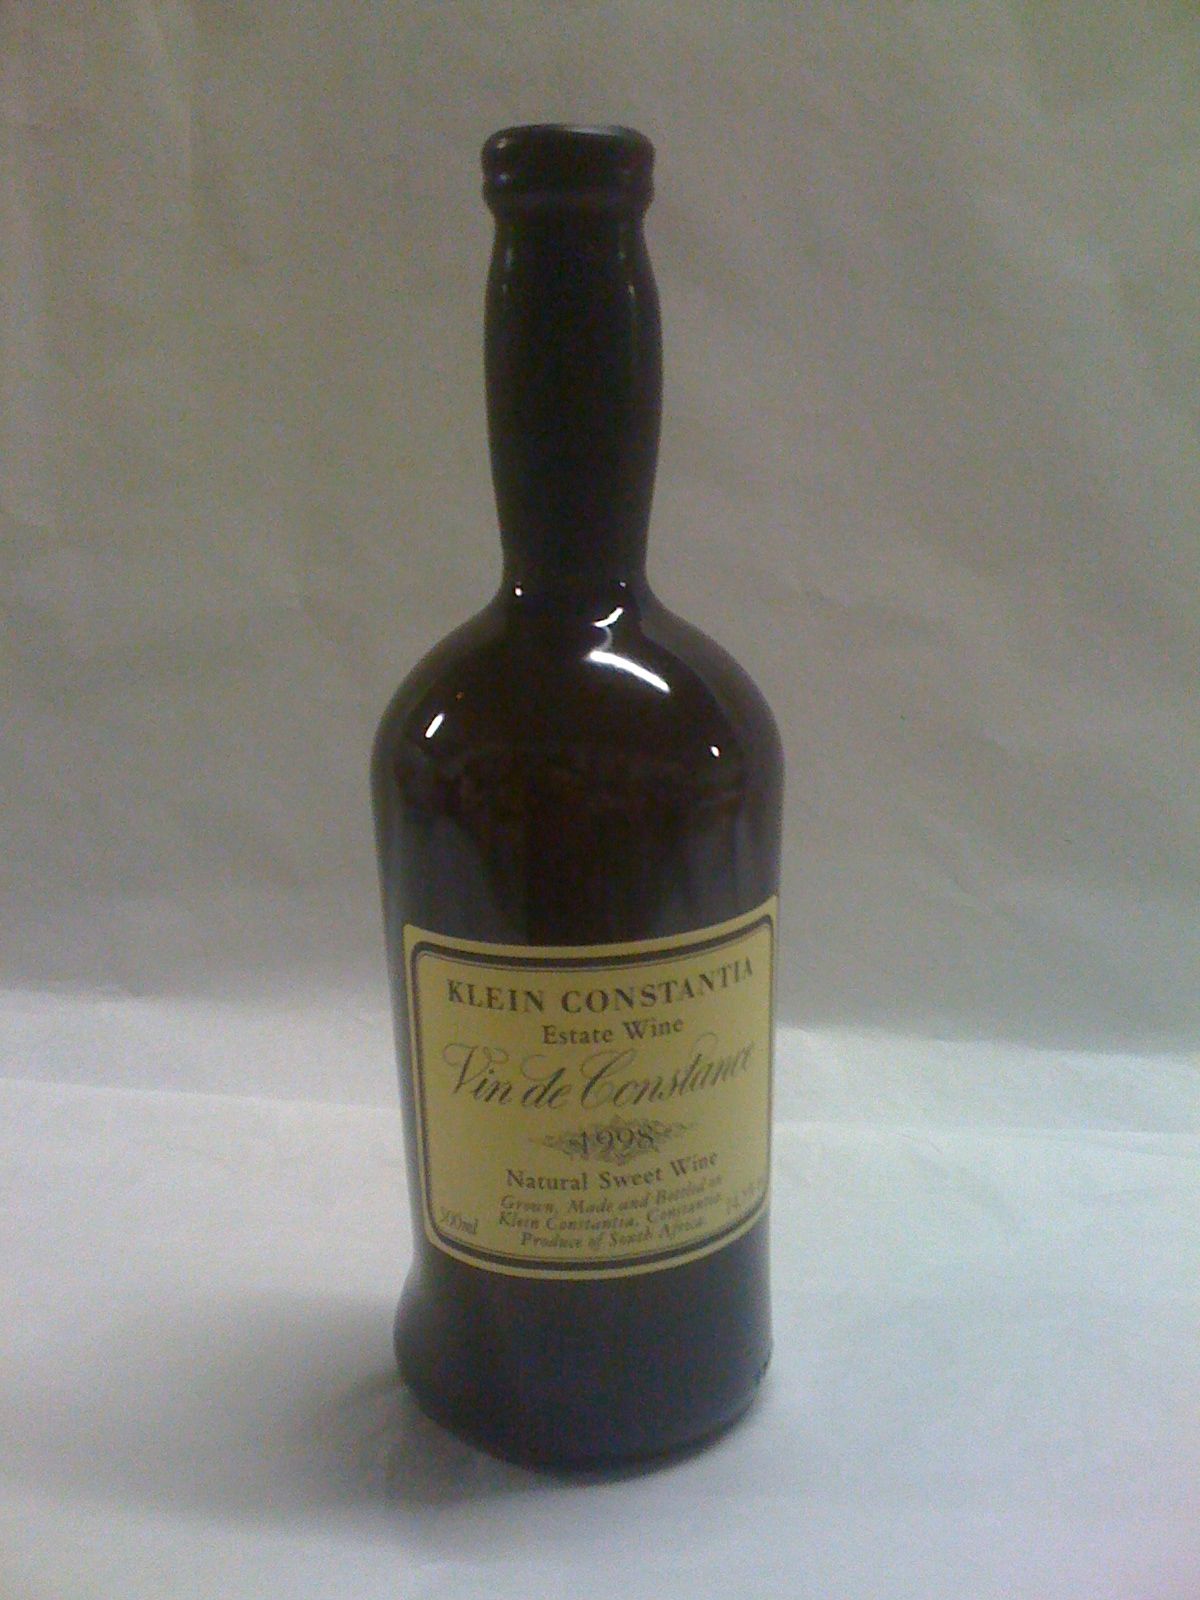 KLEIN CONSTANTIA
Estate Wine
Vin de Constance
1998
Natural Sweet Wine
Grown, Made and Bottled on
Klein Constantia, Constantia
Produce of South Africa
500ml